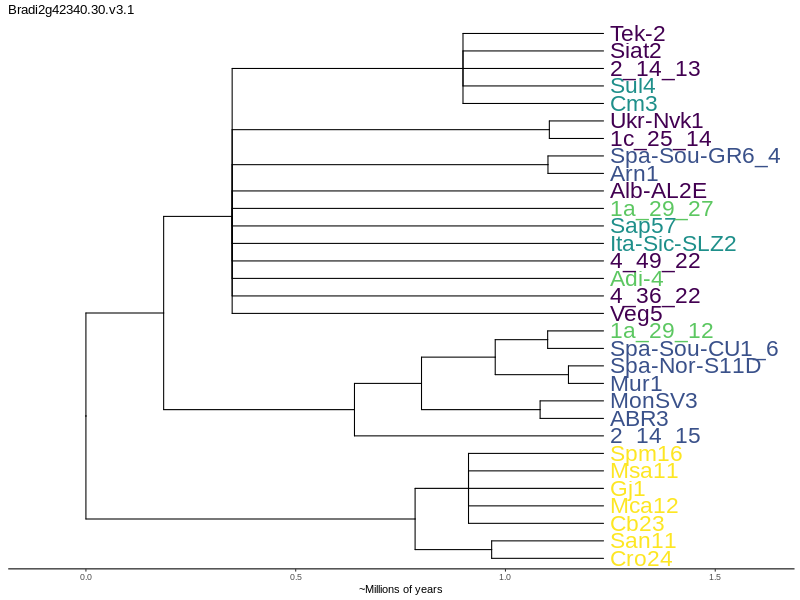 Bradi2g42340.30.v3.1
Tek-2
Siat2
2_14_13
Sul4
Cm3
Ukr-Nvk1
1c_25_14
Spa-Sou-GR6_4
Arn1
Alb-AL2E
1a_29_27
Sap57
Ita-Sic-SLZ2
4_49_22
Adi-4
4_36_22
Veg5
1a_29_12
Spa-Sou-CU1_6
Spa-Nor-S11D
Mur1
MonSV3
ABR3
2_14_15
Spm16
Msa11
Gj1
Mca12
Cb23
San11
Cro24
0.0 0.5 1.0 1.5
~Millions of years